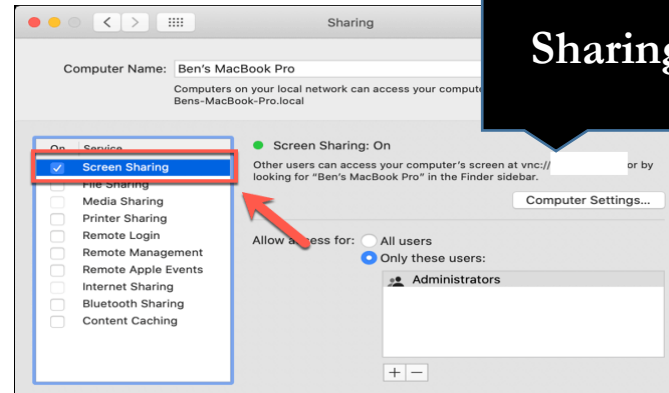 Sharing
Sharing
Computer Name: Ben's MacBook Pro
Computers on your local network can access your compute
Bens-MacBook-Pro.local
On Service
Screen Sharing
File Sharing
Media Sharing
Printer Sharing
Remote Login
Remote Management
Remote Apple Events
Internet Sharing
Bluetooth Sharing
Content Caching
Screen Sharing: On
Other users can access your computer's screen at vnc:// or by
looking for “Ben's MacBook Pro” in the Finder sidebar.
Computer Settings...
Allow access for: All users
Only these users:
Administrators
+ −